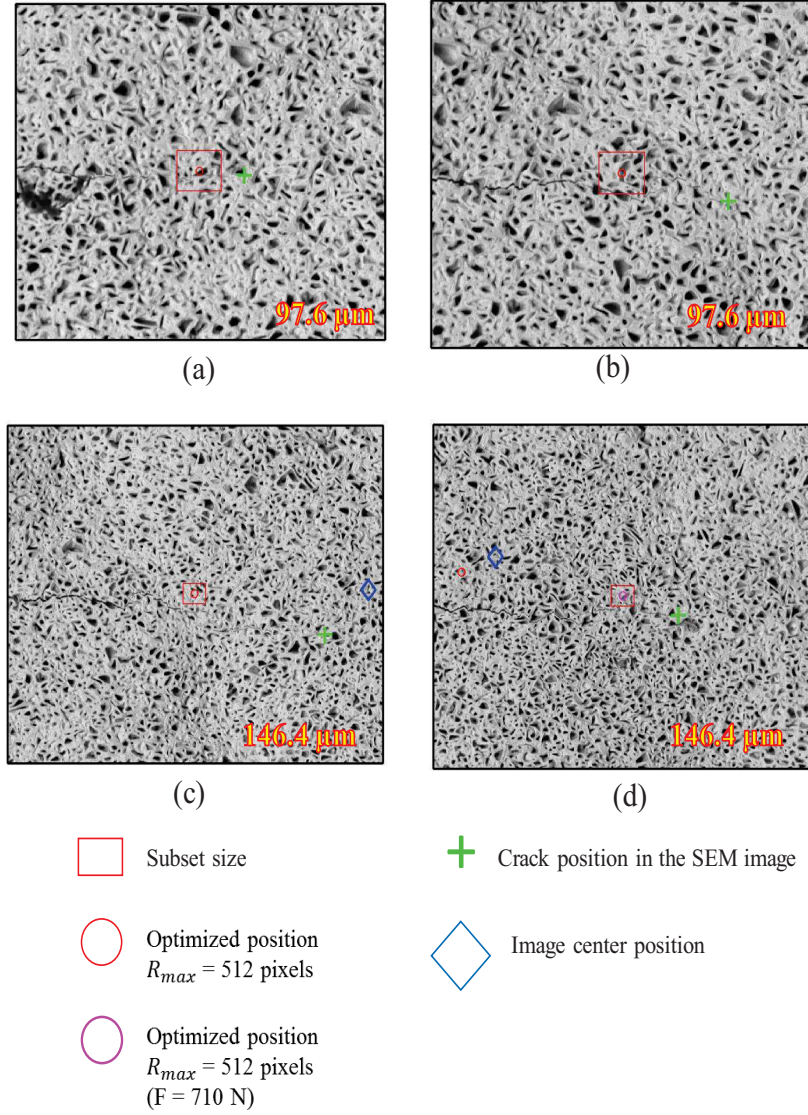 97.6 μm
97.6 μm
(a)
(b)
146.4 μm
146.4 μm
(c)
(d)
Subset size
Crack position in the SEM image
Optimized position
R_max = 512 pixels
Image center position
Optimized position
R_max = 512 pixels
(F = 710 N)